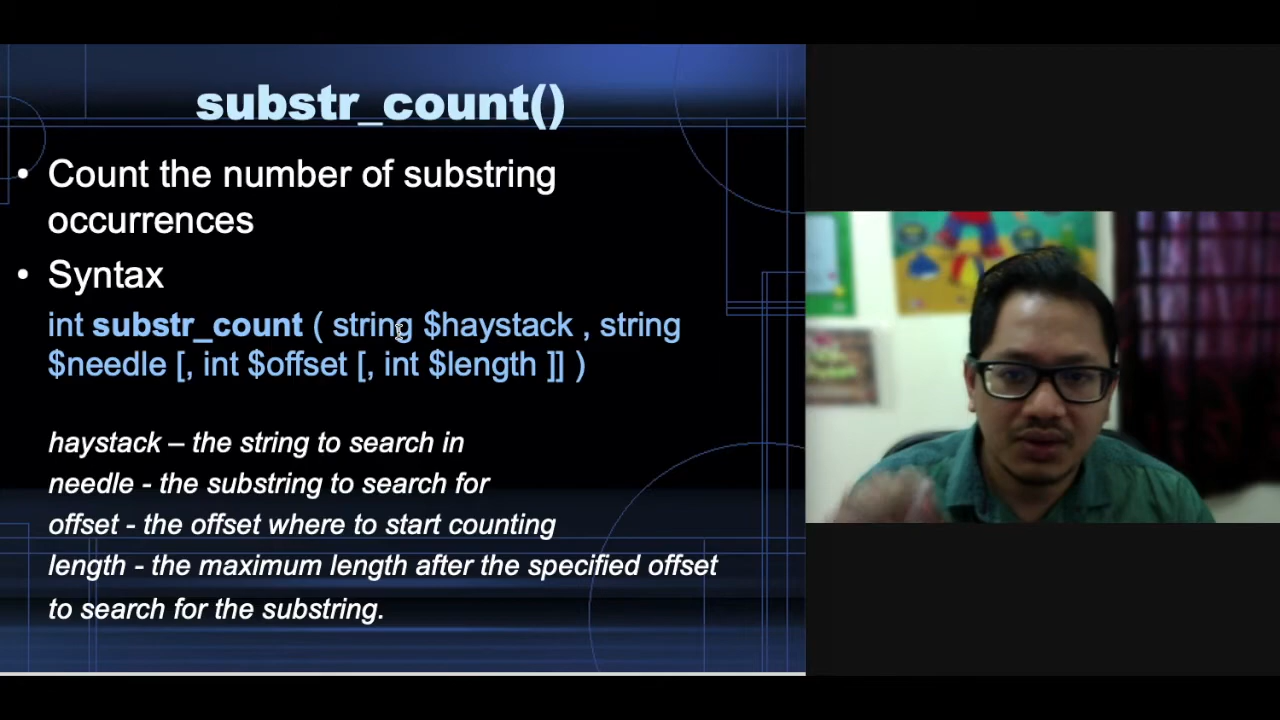 substr_count()
• Count the number of substring
occurrences
• Syntax
int substr_count ( string $haystack , string
$needle [, int $offset [, int $length ]] )
haystack – the string to search in
needle - the substring to search for
offset - the offset where to start counting
length - the maximum length after the specified offset
to search for the substring.